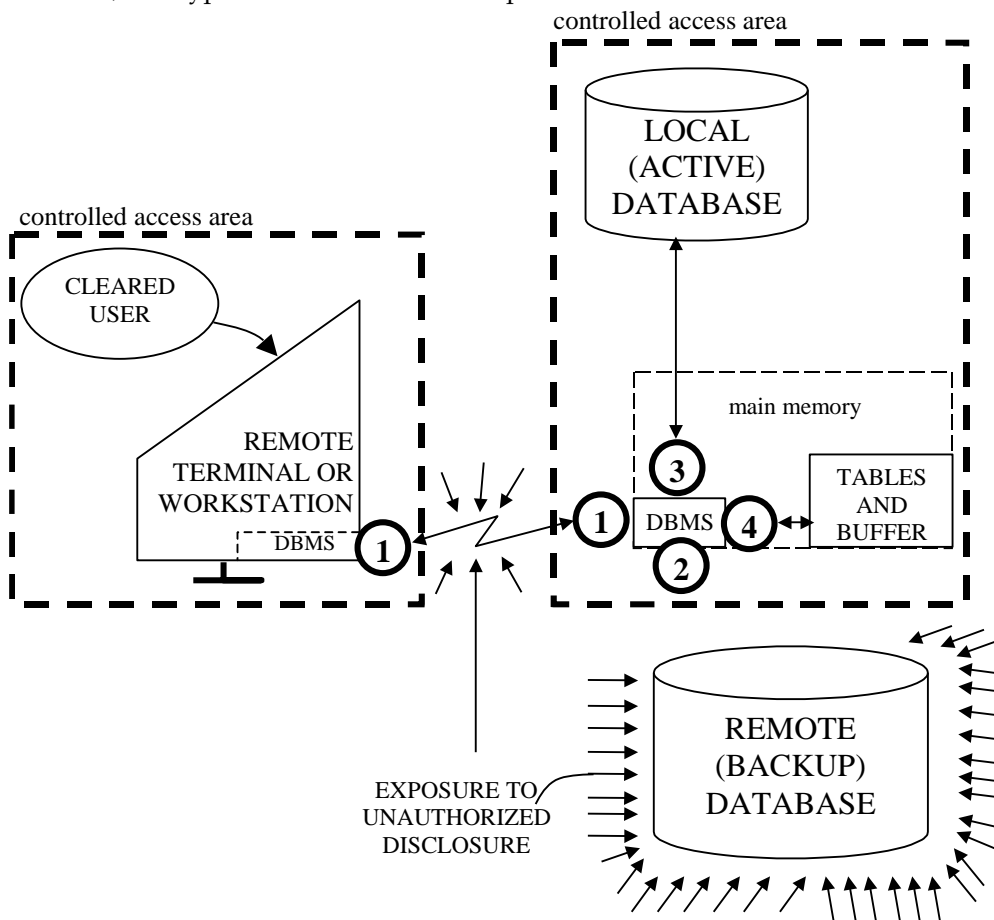 controlled access area
LOCAL
(ACTIVE)
DATABASE
controlled access area
CLEARED
USER
main memory
REMOTE
TERMINAL OR
WORKSTATION
3
TABLES
AND
BUFFER
DBMS
1
1
DBMS
4
2
REMOTE
(BACKUP)
DATABASE
EXPOSURE TO
UNAUTHORIZED
DISCLOSURE